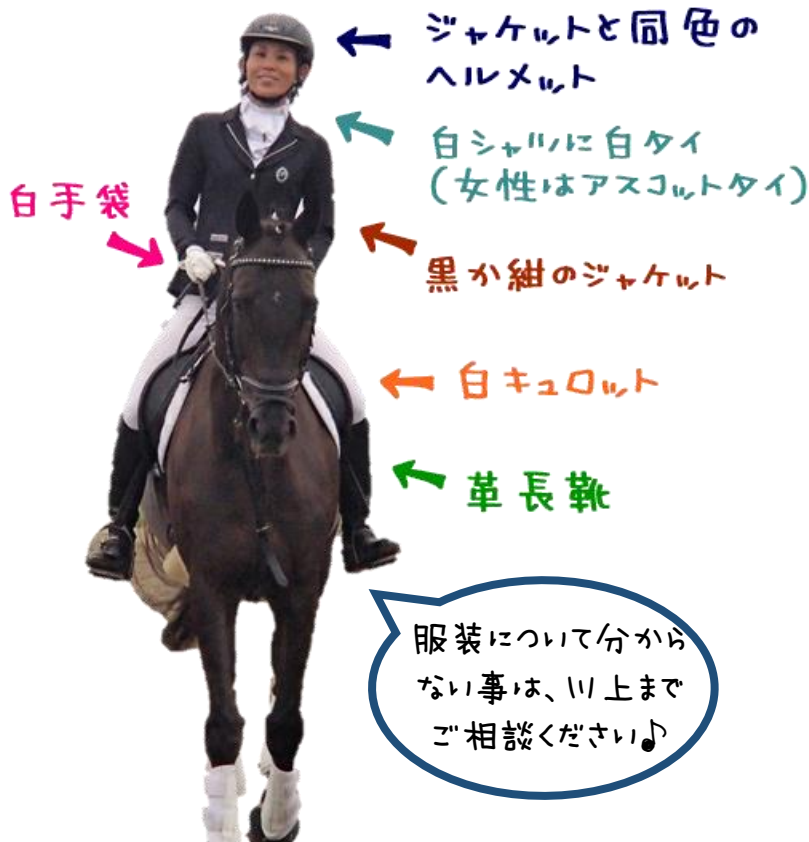 ジャケットと同色の
ヘルメット
白シャツに白タイ
(女性はアスコットタイ)
白手袋
黒か紺のジャケット
白キュロット
革長靴
服装について分から
ない事は、川上まで
ご相談ください♪